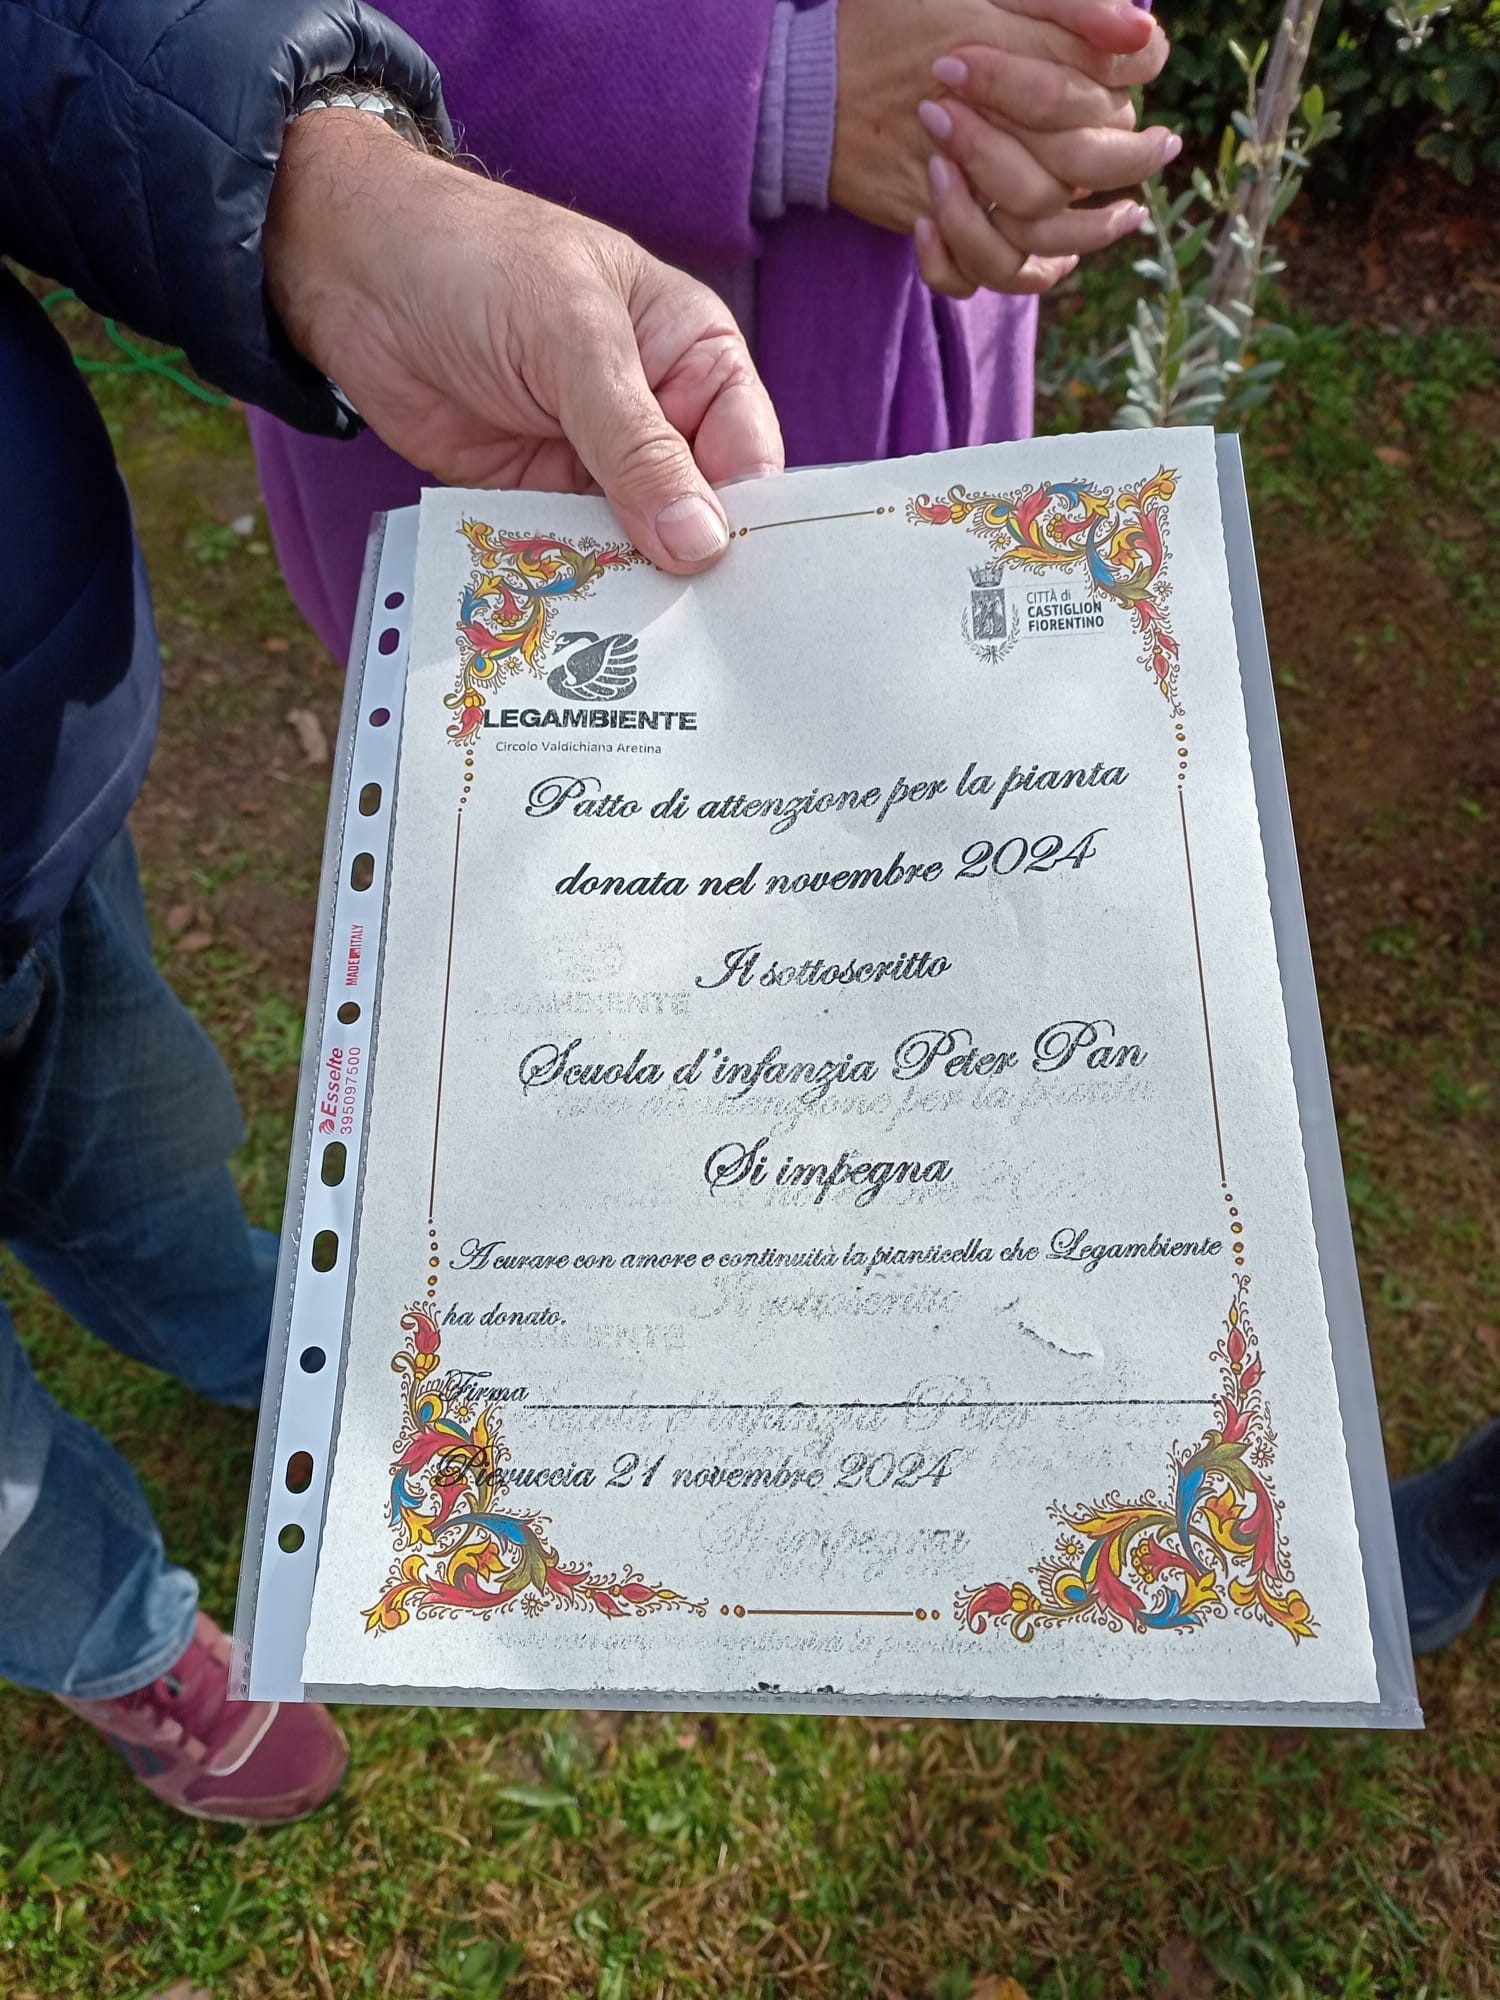 CITTÀ di
CASTIGLION
FIORENTINO
LEGAMBIENTE
Circolo Valdichiana Aretina
Patto di attenzione per la pianta
donata nel novembre 2024
Il sottoscritto
Scuola d'infanzia Peter Pan
Si impegna
A curare con amore e continuità la pianticella che Legambiente
ha donato.
Firma
Pievuccia 21 novembre 2024
MADE IN ITALY
Esselte
395097500